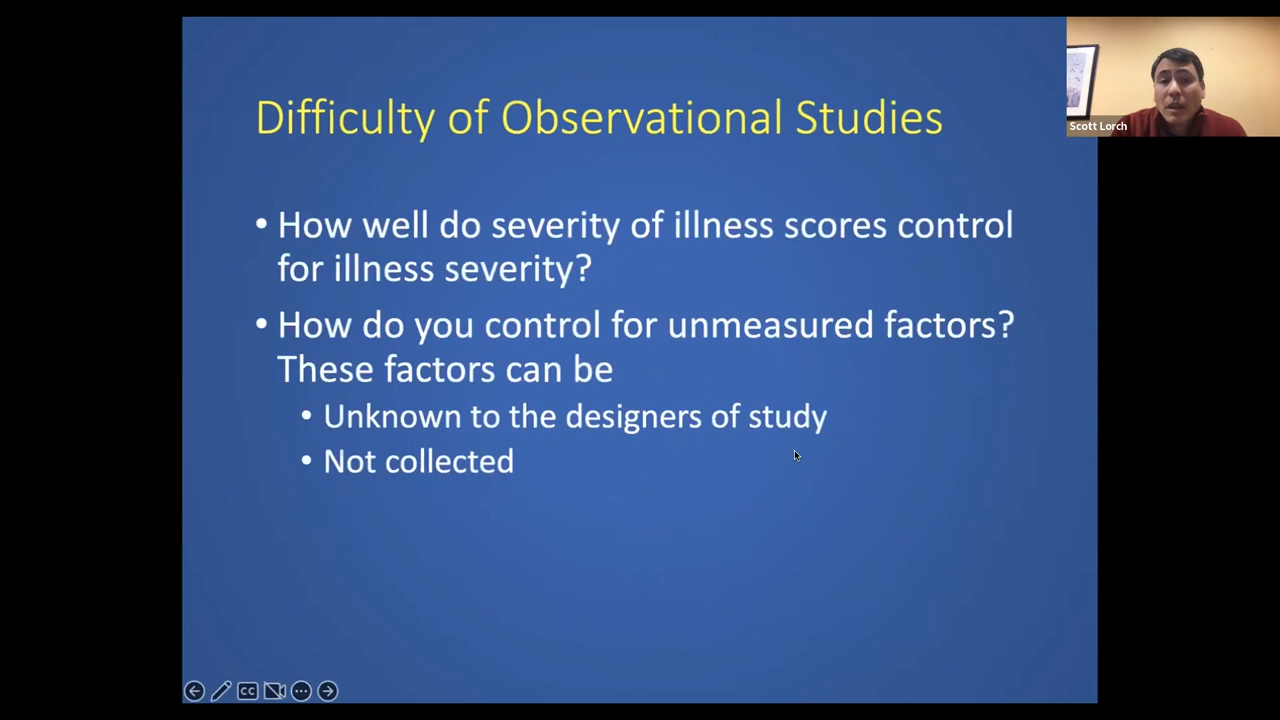 Difficulty of Observational Studies
Scott Lorch
• How well do severity of illness scores control
for illness severity?
• How do you control for unmeasured factors?
These factors can be
• Unknown to the designers of study
• Not collected
CC